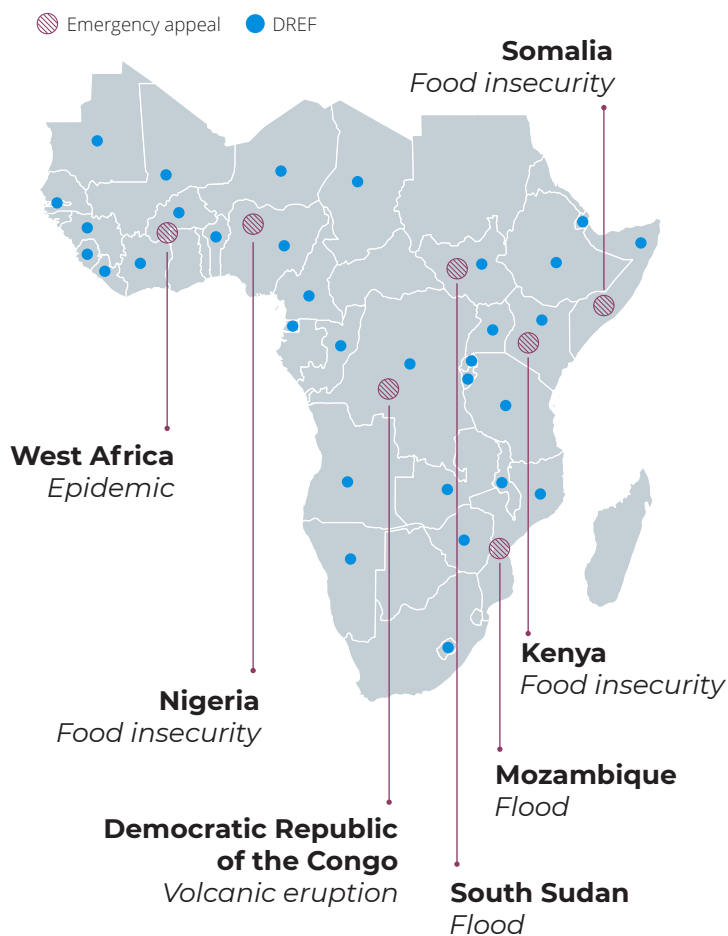 Emergency appeal
DREF
Somalia
Food insecurity
West Africa
Epidemic
Nigeria
Food insecurity
Kenya
Food insecurity
Mozambique
Flood
Democratic Republic
of the Congo
Volcanic eruption
South Sudan
Flood